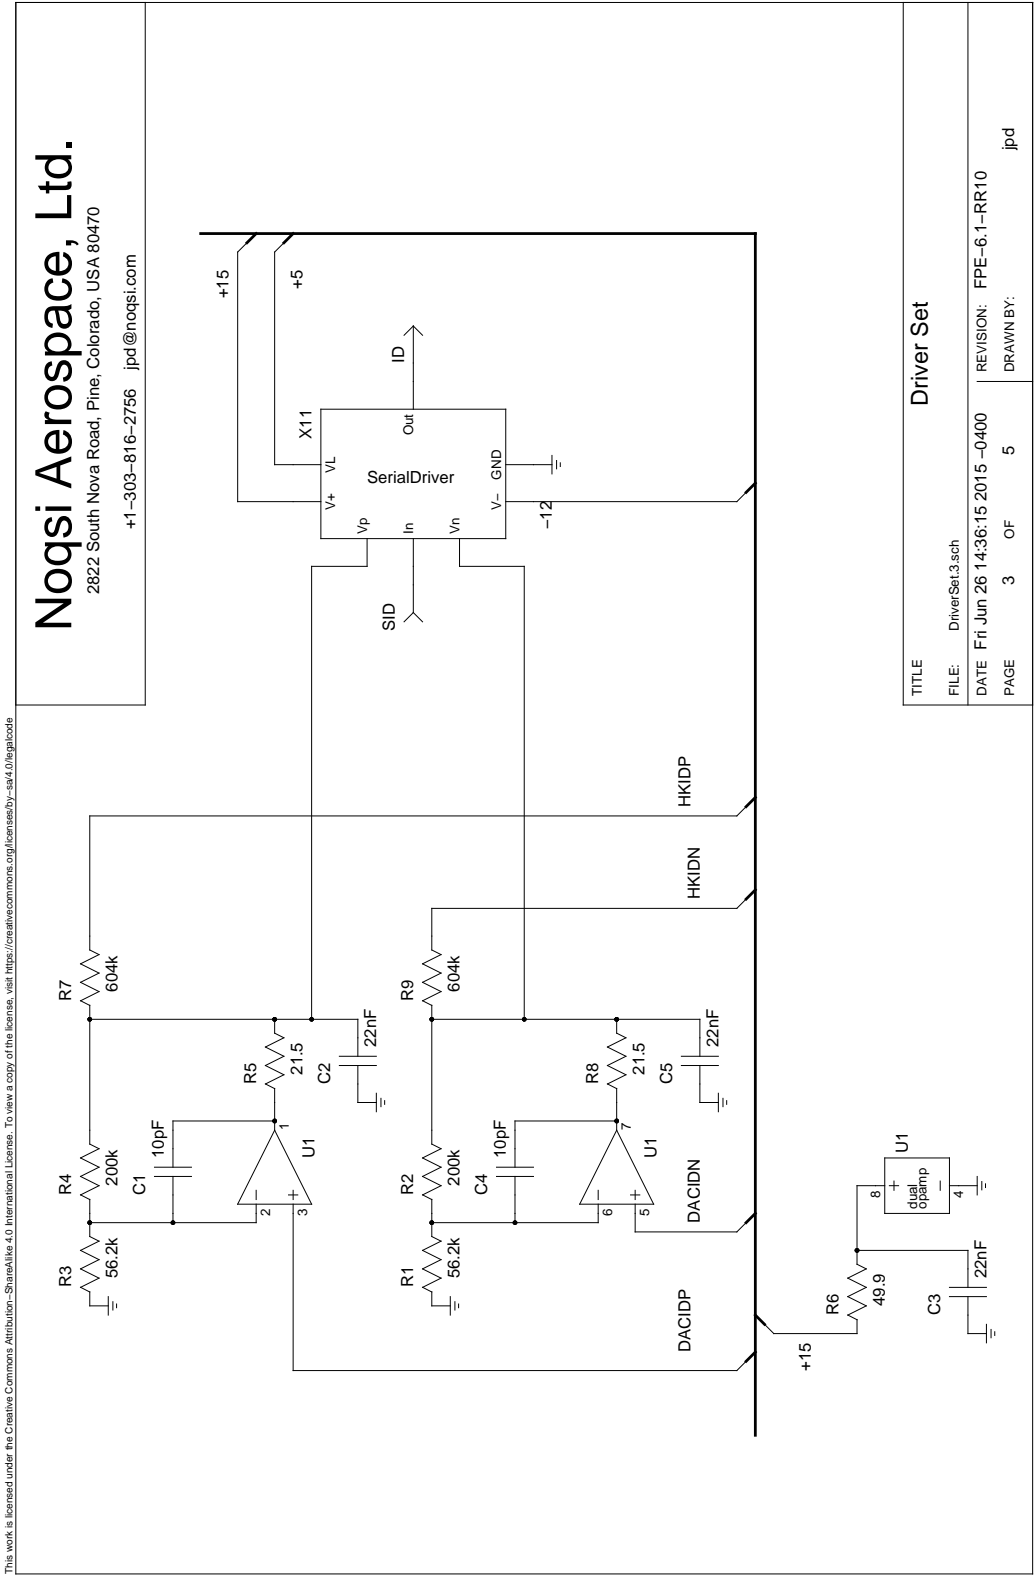 This work is licensed under the Creative Commons Attribution−ShareAlike 4.0 International License. To view a copy of the license, visit https://creativecommons.org/licenses/by−sa/4.0/legalcode
Noqsi Aerospace, Ltd.
2822 South Nova Road, Pine, Colorado, USA 80470
+1−303−816−2756 jpd@noqsi.com
R3
56.2k
R4
200k
R7
604k
C1
10pF
2
3
1
U1
R5
21.5
C2
22nF
R1
56.2k
R2
200k
R9
604k
C4
10pF
6
5
7
U1
R8
21.5
C5
22nF
DACIDP
DACIDN
HKIDN
HKIDP
+15
+5
X11
V+
VL
Vp
In
Vn
SerialDriver
Out
V−
GND
SID
ID
−12
+15
R6
49.9
C3
22nF
8
4
dual
opamp
U1
TITLE
Driver Set
FILE: DriverSet.3.sch
DATE Fri Jun 26 14:36:15 2015 −0400
REVISION: FPE−6.1−RR10
PAGE 3 OF 5
DRAWN BY: jpd